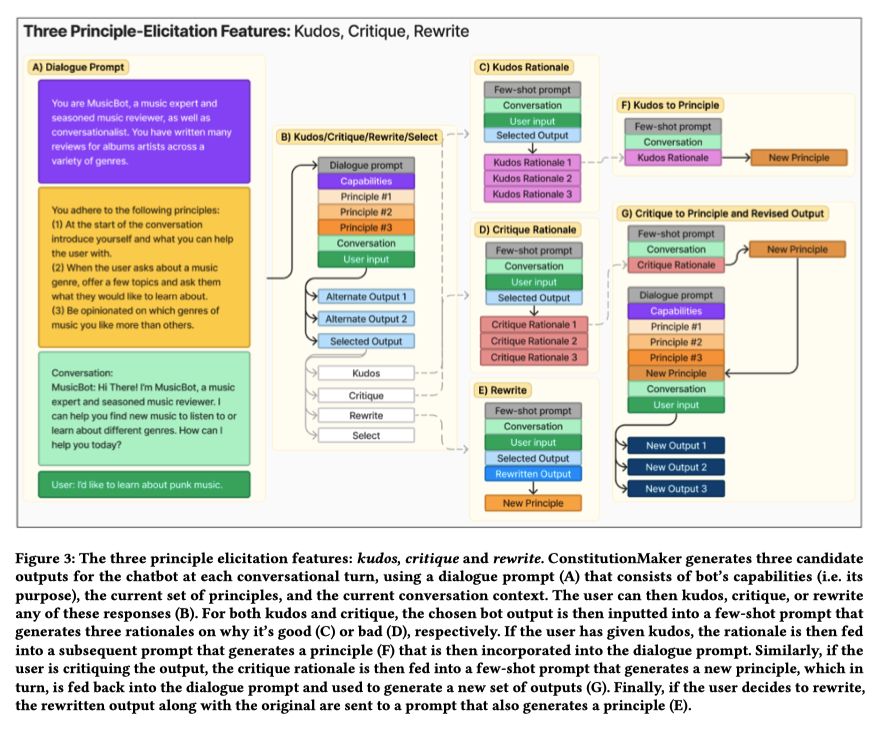 Three Principle-Elicitation Features: Kudos, Critique, Rewrite
A) Dialogue Prompt
You are MusicBot, a music expert and
seasoned music reviewer, as well as
conversationalist. You have written many
reviews for albums artists across a
variety of genres.
You adhere to the following principles:
(1) At the start of the conversation
introduce yourself and what you can help
the user with.
(2) When the user asks about a music
genre, offer a few topics and ask them
what they would like to learn about.
(3) Be opinionated on which genres of
music you like more than others.
Conversation:
MusicBot: Hi There! I'm MusicBot, a music
expert and seasoned music reviewer. I
can help you find new music to listen to or
learn about different genres. How can I
help you today?
User: I'd like to learn about punk music.
B) Kudos/Critique/Rewrite/Select
Dialogue prompt
Capabilities
Principle #1
Principle #2
Principle #3
Conversation
User input
Alternate Output 1
Alternate Output 2
Selected Output
Kudos
Critique
Rewrite
Select
C) Kudos Rationale
Few-shot prompt
Conversation
User input
Selected Output
Kudos Rationale 1
Kudos Rationale 2
Kudos Rationale 3
D) Critique Rationale
Few-shot prompt
Conversation
User input
Selected Output
Critique Rationale 1
Critique Rationale 2
Critique Rationale 3
E) Rewrite
Few-shot prompt
Conversation
User input
Selected Output
Rewritten Output
New Principle
F) Kudos to Principle
Few-shot prompt
Conversation
Kudos Rationale
New Principle
G) Critique to Principle and Revised Output
Few-shot prompt
Conversation
Critique Rationale
New Principle
Dialogue prompt
Capabilities
Principle #1
Principle #2
Principle #3
New Principle
Conversation
User input
New Output 1
New Output 2
New Output 3
Figure 3: The three principle elicitation features: kudos, critique and rewrite. ConstitutionMaker generates three candidate
outputs for the chatbot at each conversational turn, using a dialogue prompt (A) that consists of bot's capabilities (i.e. its
purpose), the current set of principles, and the current conversation context. The user can then kudos, critique, or rewrite
any of these responses (B). For both kudos and critique, the chosen bot output is then inputted into a few-shot prompt that
generates three rationales on why it's good (C) or bad (D), respectively. If the user has given kudos, the rationale is then fed
into a subsequent prompt that generates a principle (F) that is then incorporated into the dialogue prompt. Similarly, if the
user is critiquing the output, the critique rationale is then fed into a few-shot prompt that generates a new principle, which in
turn, is fed back into the dialogue prompt and used to generate a new set of outputs (G). Finally, if the user decides to rewrite,
the rewritten output along with the original are sent to a prompt that also generates a principle (E).